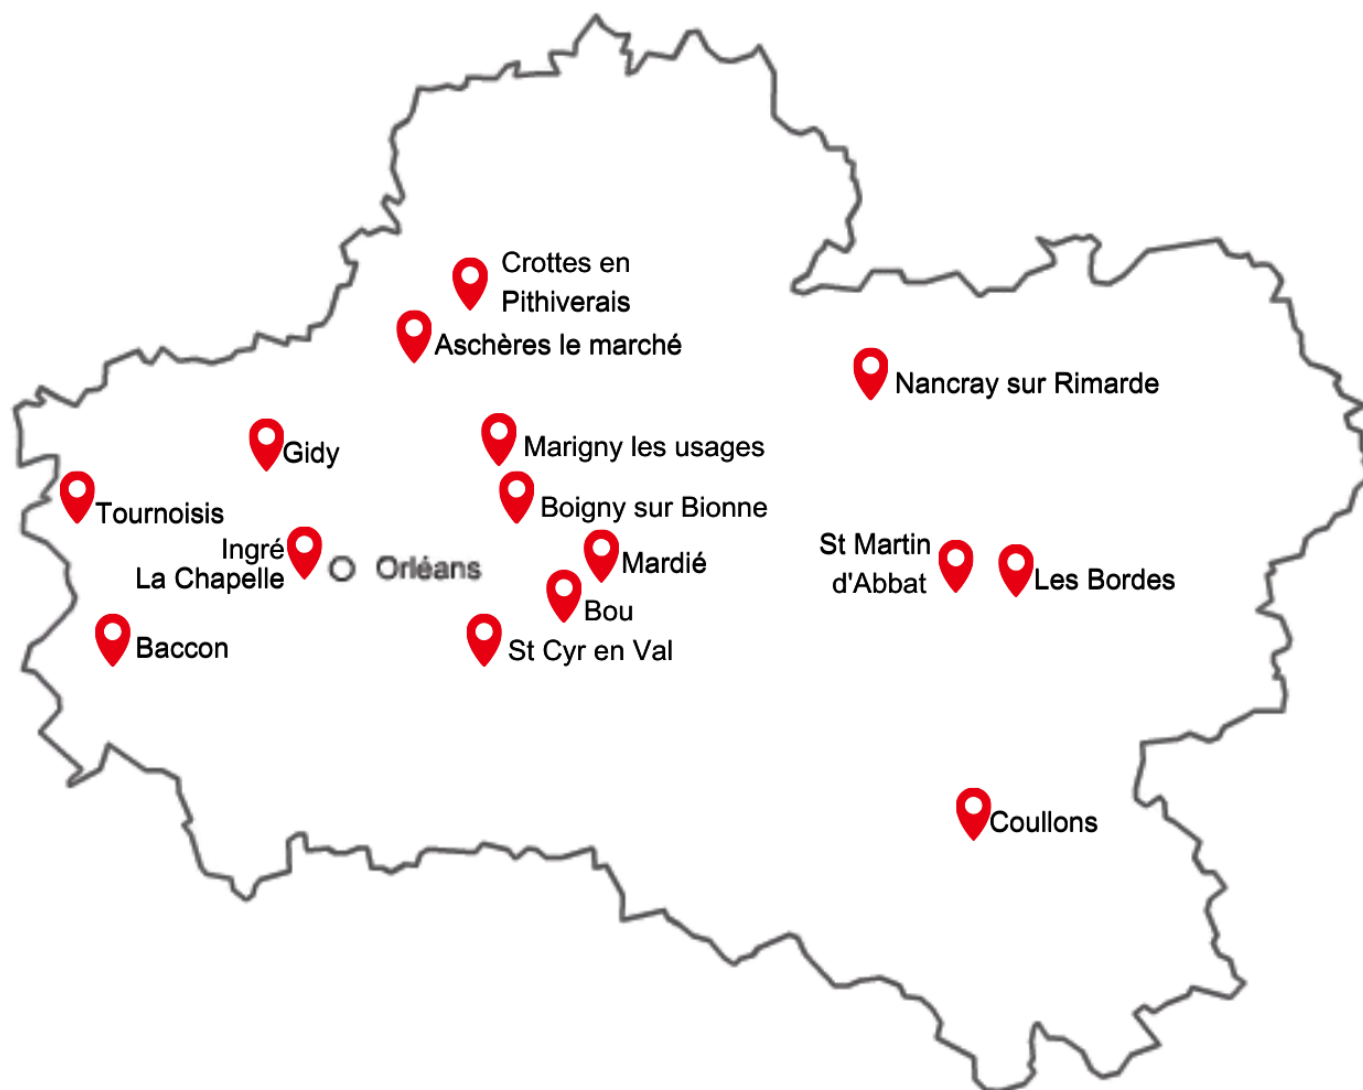 Crottes en
Pithiverais
Aschères le marché
Nancray sur Rimarde
Gidy
Marigny les usages
Tournoisis
Boigny sur Bionne
Ingré
La Chapelle
Orléans
Mardié
St Martin
d'Abbat
Les Bordes
Bou
Baccon
St Cyr en Val
Coullons